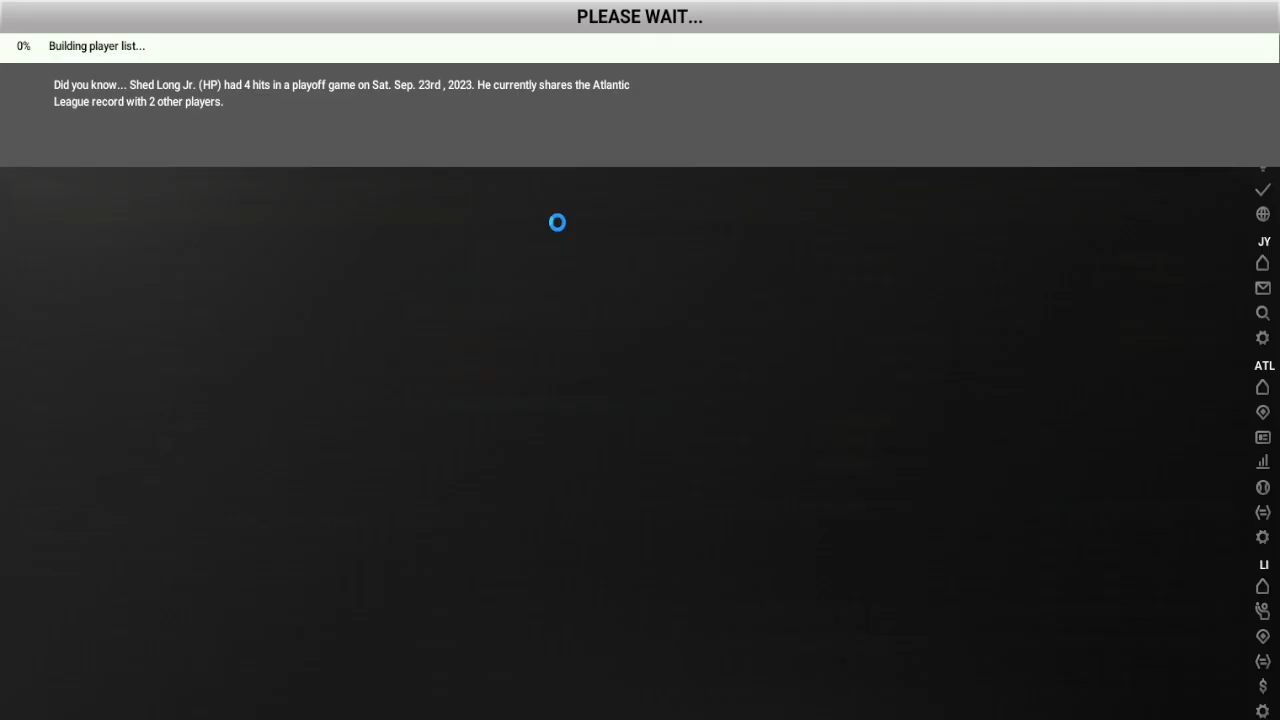 PLEASE WAIT...
0% Building player list...
Did you know... Shed Long Jr. (HP) had 4 hits in a playoff game on Sat. Sep. 23rd , 2023. He currently shares the Atlantic
League record with 2 other players.
JY
ATL
LI
$